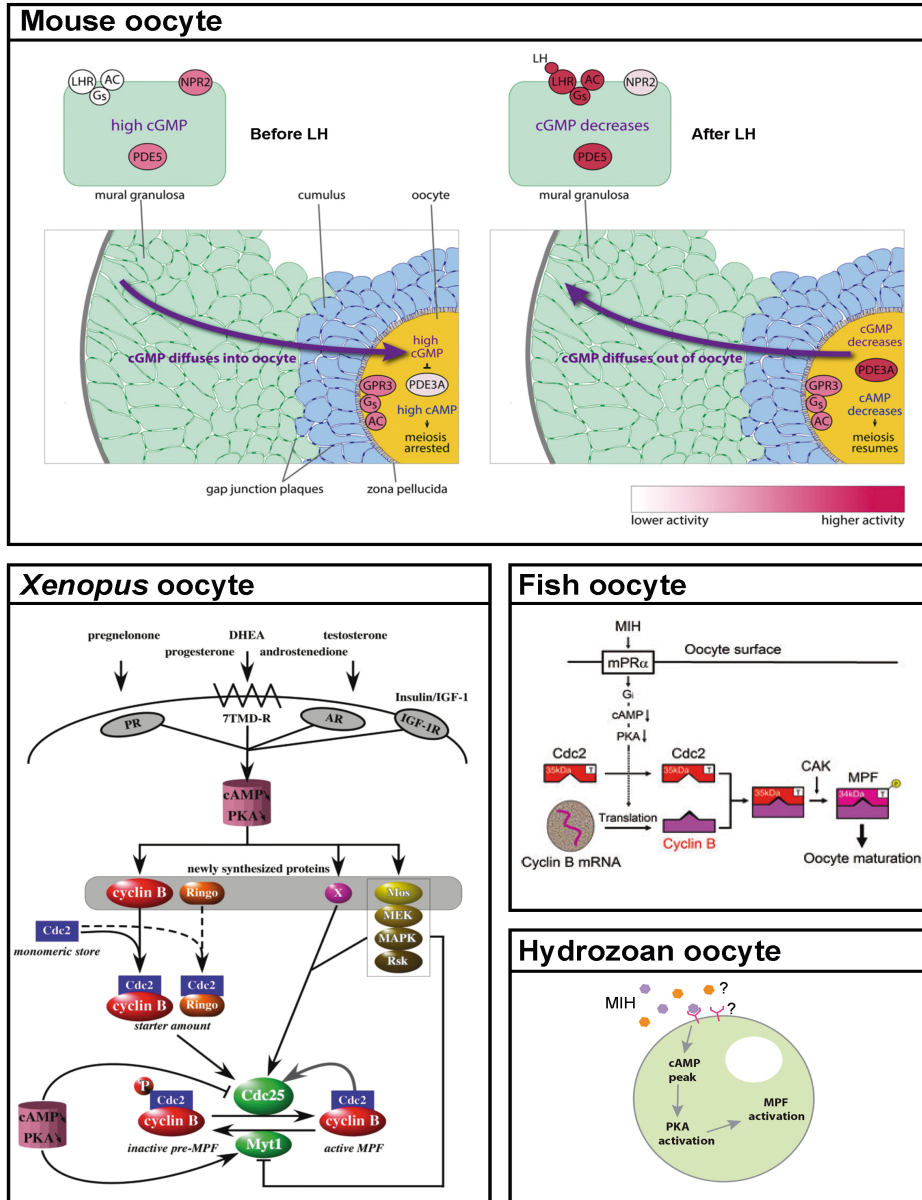 Mouse oocyte
LHR
AC
Gs
NPR2
high cGMP
PDE5
Before LH
mural granulosa
cumulus
oocyte
cGMP diffuses into oocyte
high
cGMP
PDE3A
GPR3
Gs
AC
high cAMP
meiosis
arrested
gap junction plaques
zona pellucida
LH
LHR
AC
Gs
NPR2
cGMP decreases
PDE5
After LH
mural granulosa
cGMP diffuses out of oocyte
cGMP
decreases
PDE3A
GPR3
Gs
AC
cAMP
decreases
meiosis
resumes
lower activity
higher activity
Xenopus oocyte
pregnelonone
DHEA
testosterone
progesterone
androstenedione
Insulin/IGF-1
PR
7TMD-R
AR
IGF-1R
cAMP
PKA
newly synthesized proteins
cyclin B
Ringo
X
Mos
MEK
MAPK
Rsk
Cdc2
monomeric store
Cdc2
cyclin B
Cdc2
Ringo
starter amount
Cdc25
P
Cdc2
cyclin B
inactive pre-MPF
Cdc2
cyclin B
active MPF
Myt1
cAMP
PKA
Fish oocyte
MIH
mPRα
Oocyte surface
Gi
cAMP
PKA
Cdc2
35kDa
T
Cdc2
35kDa
T
35kDa
T
CAK
MPF
34kDa
T
P
Translation
Cyclin B mRNA
Cyclin B
Oocyte maturation
Hydrozoan oocyte
MIH
?
?
cAMP
peak
PKA
activation
MPF
activation